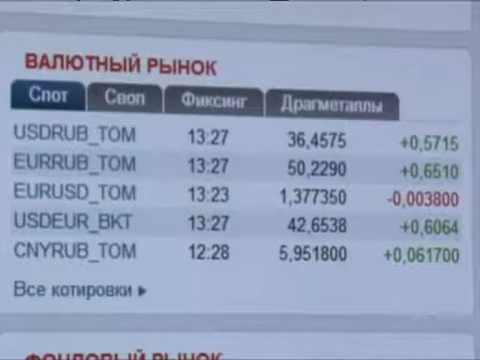 ВАЛЮТНЫЙ РЫНОК
Спот Своп Фиксинг Драгметаллы
USDRUB_TOM 13:27 36,4575 +0,5715
EURRUB_TOM 13:27 50,2290 +0,6510
EURUSD_TOM 13:23 1,377350 -0,003800
USDEUR_BKT 13:27 42,6538 +0,6064
CNYRUB_TOM 12:28 5,951800 +0,061700
Все котировки
ФОНДОВЫЙ РЫНОК